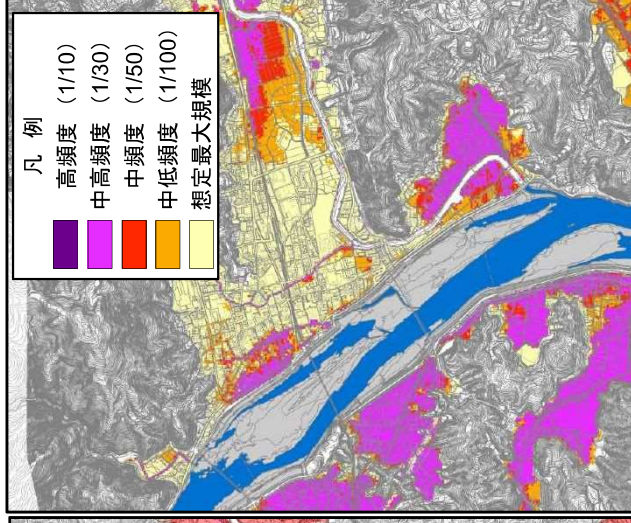 凡 例
高頻度 （1/10）
中高頻度 （1/30）
中頻度 （1/50）
中低頻度 （1/100）
想定最大規模